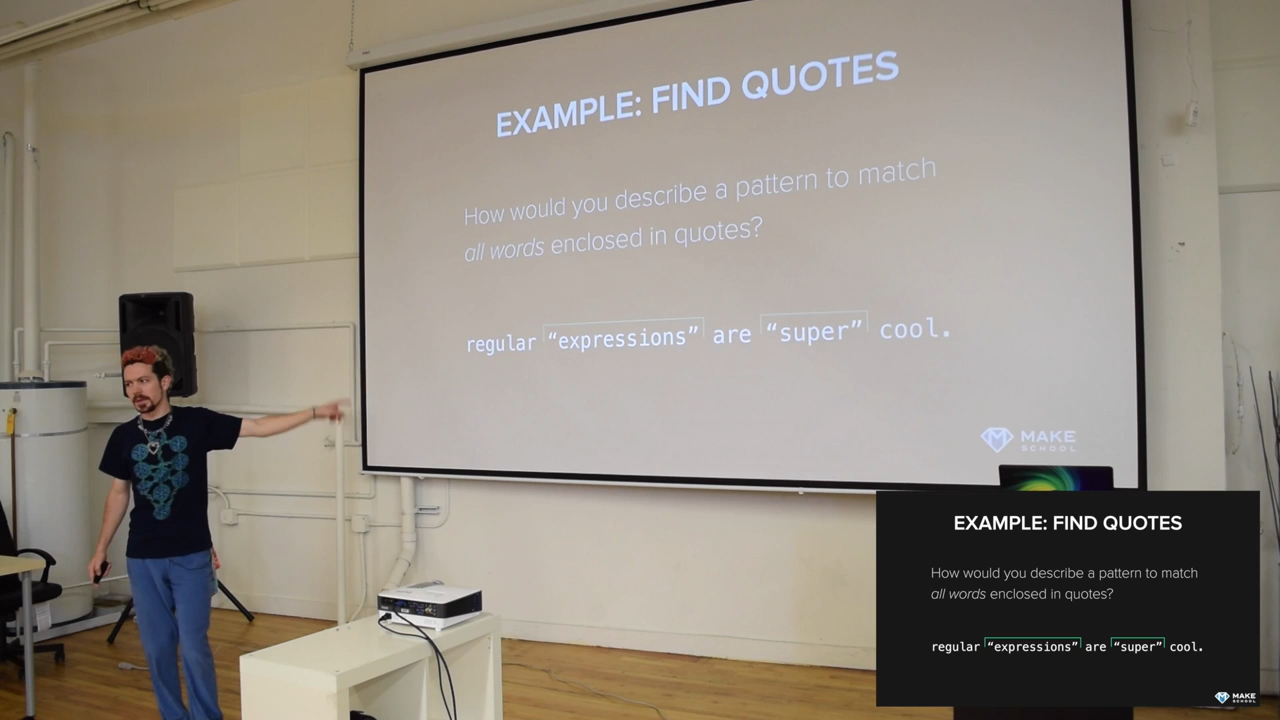 EXAMPLE: FIND QUOTES
How would you describe a pattern to match
all words enclosed in quotes?
regular “expressions” are “super” cool.
MAKE
SCHOOL
EXAMPLE: FIND QUOTES
How would you describe a pattern to match
all words enclosed in quotes?
regular “expressions” are “super” cool.
MAKE
SCHOOL